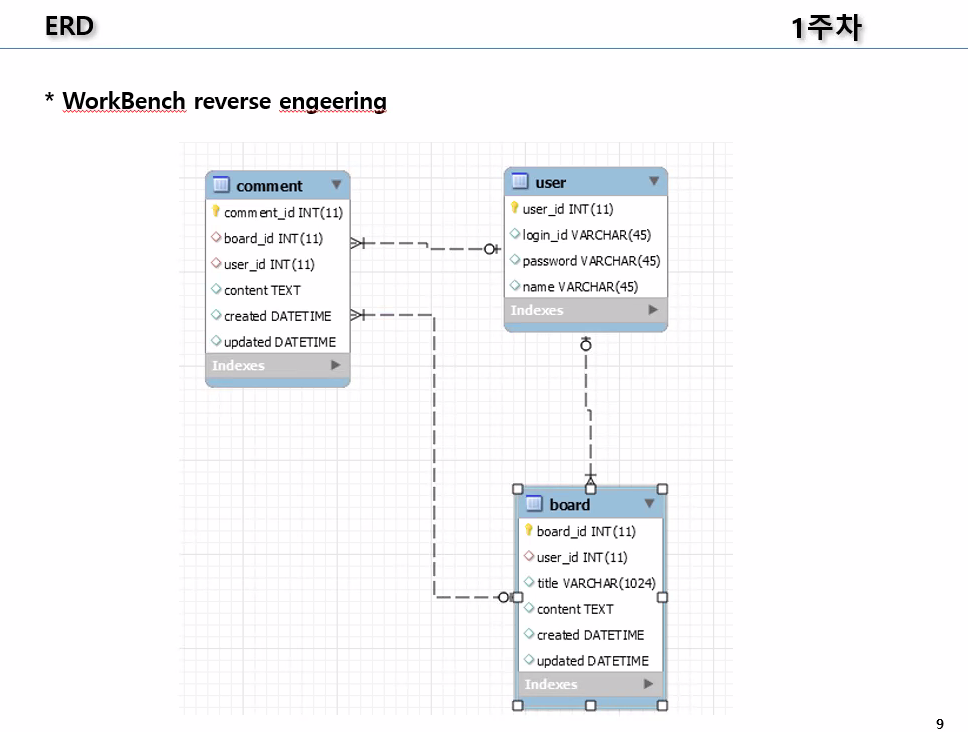 ERD
1주차
* WorkBench reverse engeering
comment
comment_id INT(11)
board_id INT(11)
user_id INT(11)
content TEXT
created DATETIME
updated DATETIME
Indexes
user
user_id INT(11)
login_id VARCHAR(45)
password VARCHAR(45)
name VARCHAR(45)
Indexes
board
board_id INT(11)
user_id INT(11)
title VARCHAR(1024)
content TEXT
created DATETIME
updated DATETIME
Indexes
9